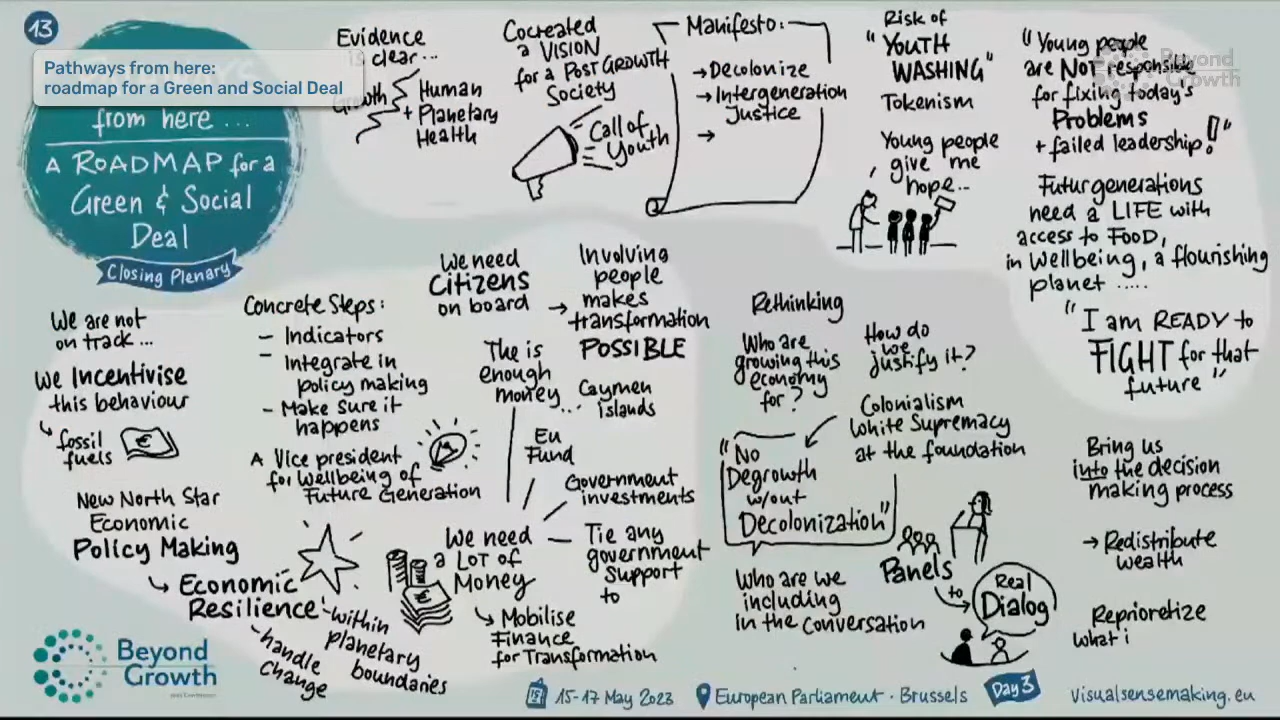 13
Pathways from here:
roadmap for a Green and Social Deal
from here ...
A ROADMAP for a
Green & Social
Deal
Closing Plenary
Evidence
is clear...
Growth
Human
+ Planetary
Health
Cocreated
a VISION
for a POST GROWTH
Society
Call of
Youth
Manifesto:
→ Decolonize
→ Intergeneration
Justice
→
Risk of
"YOUTH
WASHING"
Tokenism
Young people
give me
hope...
"Young people
are NOT responsible
for fixing today's
Problems
+ failed leadership!"
Beyond
Growth
Futur generations
need a LIFE with
access to FOOD,
in Wellbeing, a flourishing
planet .....
"I am READY to
FIGHT for that
future"
We are not
on track...
We Incentivise
this behaviour
fossil
fuels
€
New North Star
Economic
Policy Making
Economic
Resilience
- within
planetary
boundaries
- handle
change
Concrete Steps:
- Indicators
- Integrate in
policy making
- Make sure it
happens
A Vice president
for Wellbeing of
Future Generation
We need
Citizens
on board
→ Involving
people
makes
transformation
POSSIBLE
The is
enough
money...
Caymen
islands
Eu
Fund
Government
investments
We need
a LOT OF
Money
€
Tie any
government
support
to
Mobilise
Finance
for Transformation
Rethinking
Who are
growing this
economy
for?
How do
we
justify it?
Colonialism
White Supremacy
at the foundation
"No
Degrowth
w/out
Decolonization"
Who are we
including
in the conversation
Panels
to
Real
Dialog
Bring us
into the decision
making process
→ Redistribute
wealth
Reprioretize
what i
Beyond
Growth
15-17 May 2023
European Parliament · Brussels
Day 3
visualsensemaking.eu